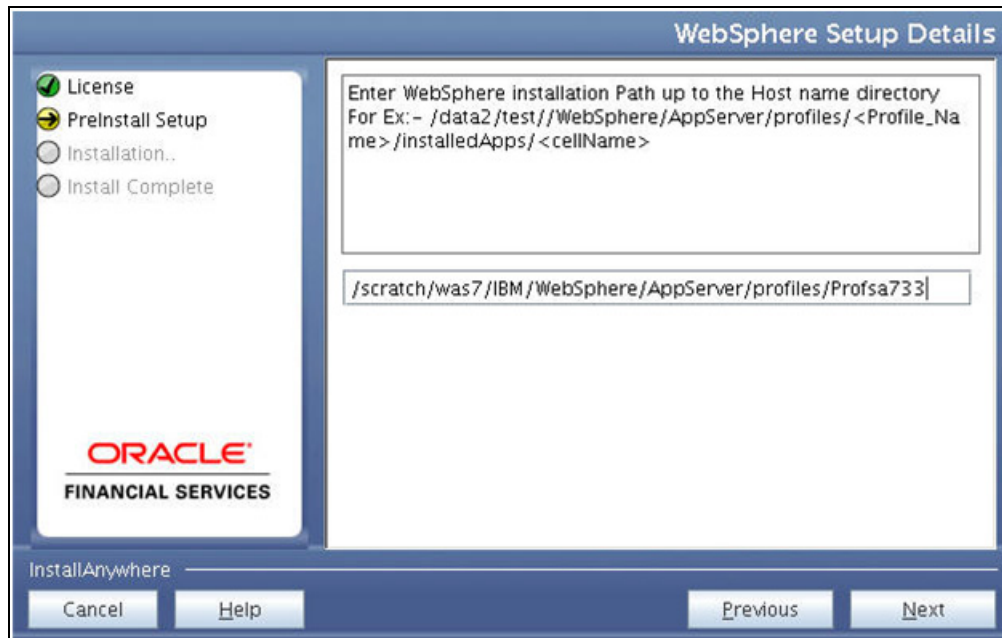 WebSphere Setup Details
License
PreInstall Setup
Installation..
Install Complete
Enter WebSphere installation Path up to the Host name directory
For Ex:- /data2/test//WebSphere/AppServer/profiles/<Profile_Na
me>/installedApps/<cellName>
/scratch/was7/IBM/WebSphere/AppServer/profiles/Profsa733
ORACLE
FINANCIAL SERVICES
InstallAnywhere
Cancel Help Previous Next